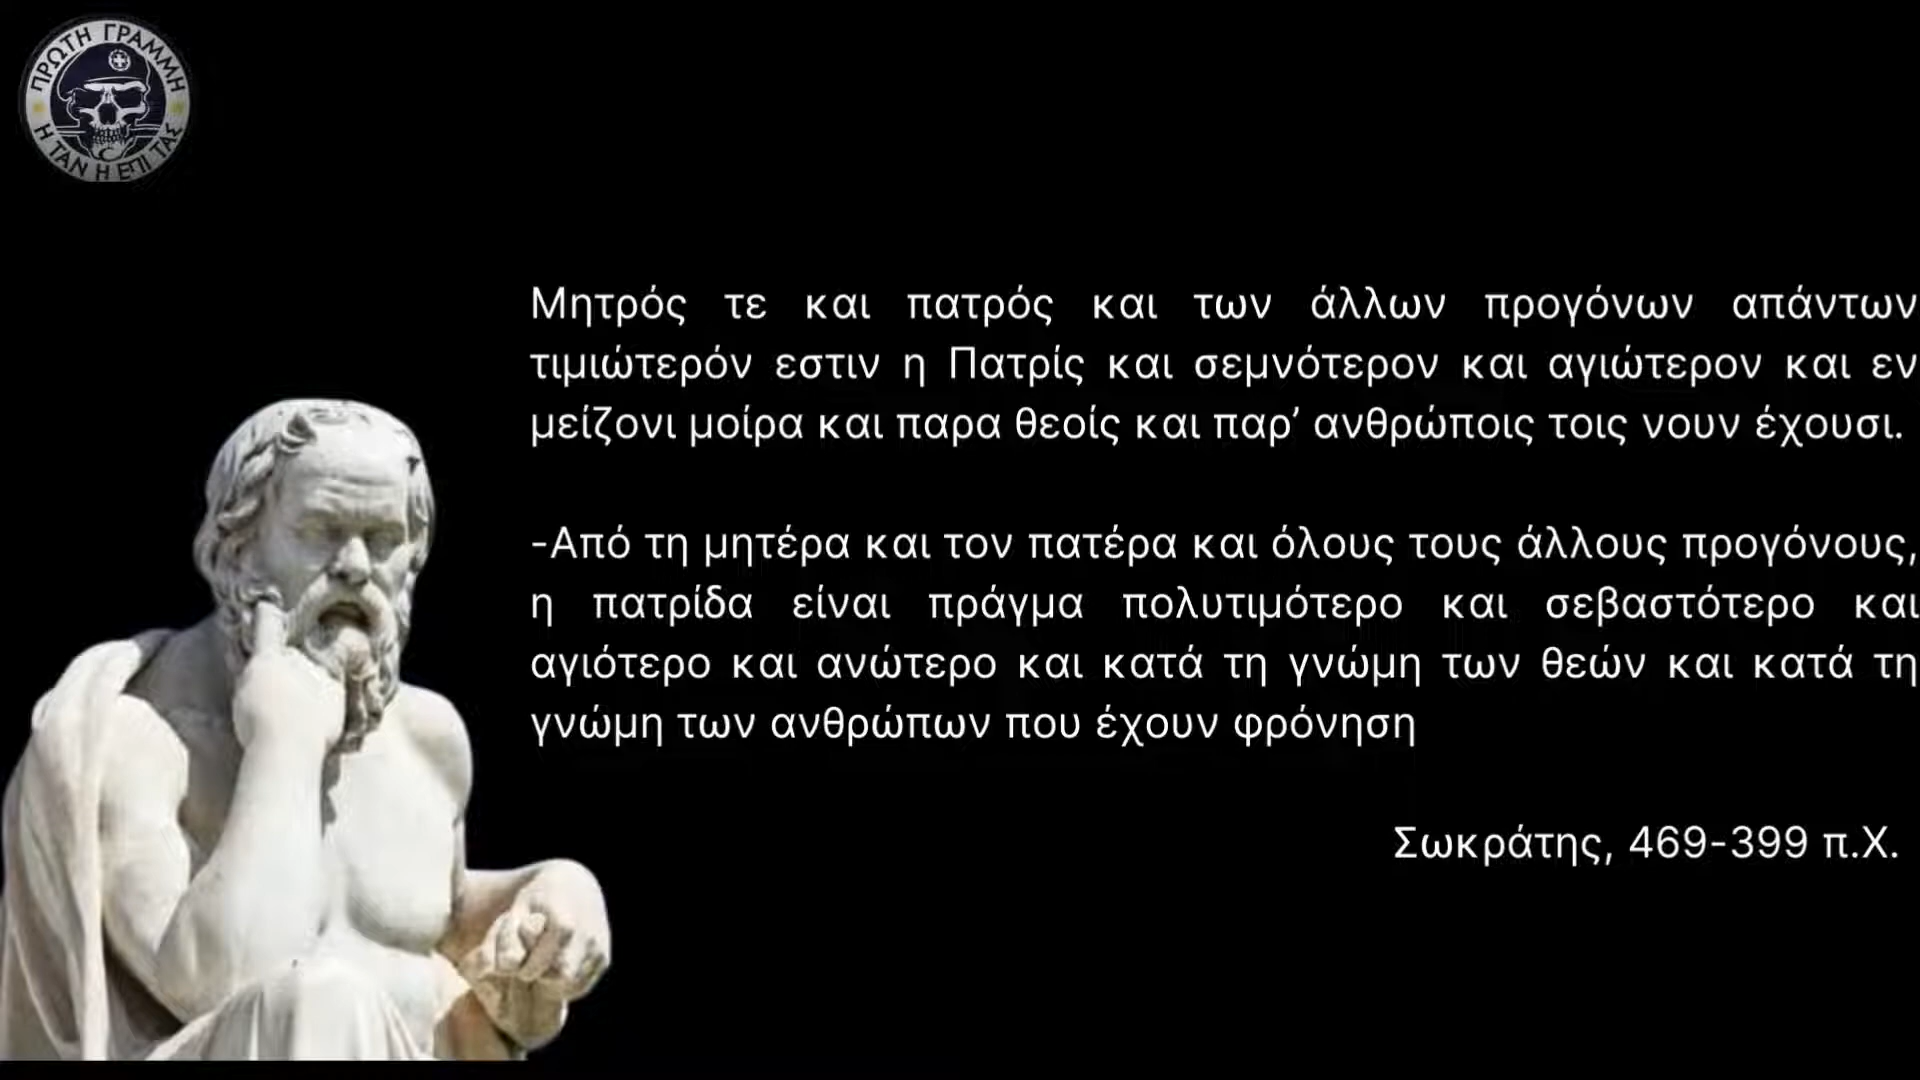 ΠΡΩΤΗ ΓΡΑΜΜΗ
Η ΤΑΝ Η ΕΠΙ ΤΑΣ
Μητρός τε και πατρός και των άλλων προγόνων απάντων
τιμιώτερόν εστιν η Πατρίς και σεμνότερον και αγιώτερον και εν
μείζονι μοίρα και παρα θεοίς και παρ’ ανθρώποις τοις νουν έχουσι.
-Από τη μητέρα και τον πατέρα και όλους τους άλλους προγόνους,
η πατρίδα είναι πράγμα πολυτιμότερο και σεβαστότερο και
αγιότερο και ανώτερο και κατά τη γνώμη των θεών και κατά τη
γνώμη των ανθρώπων που έχουν φρόνηση
Σωκράτης, 469-399 π.Χ.